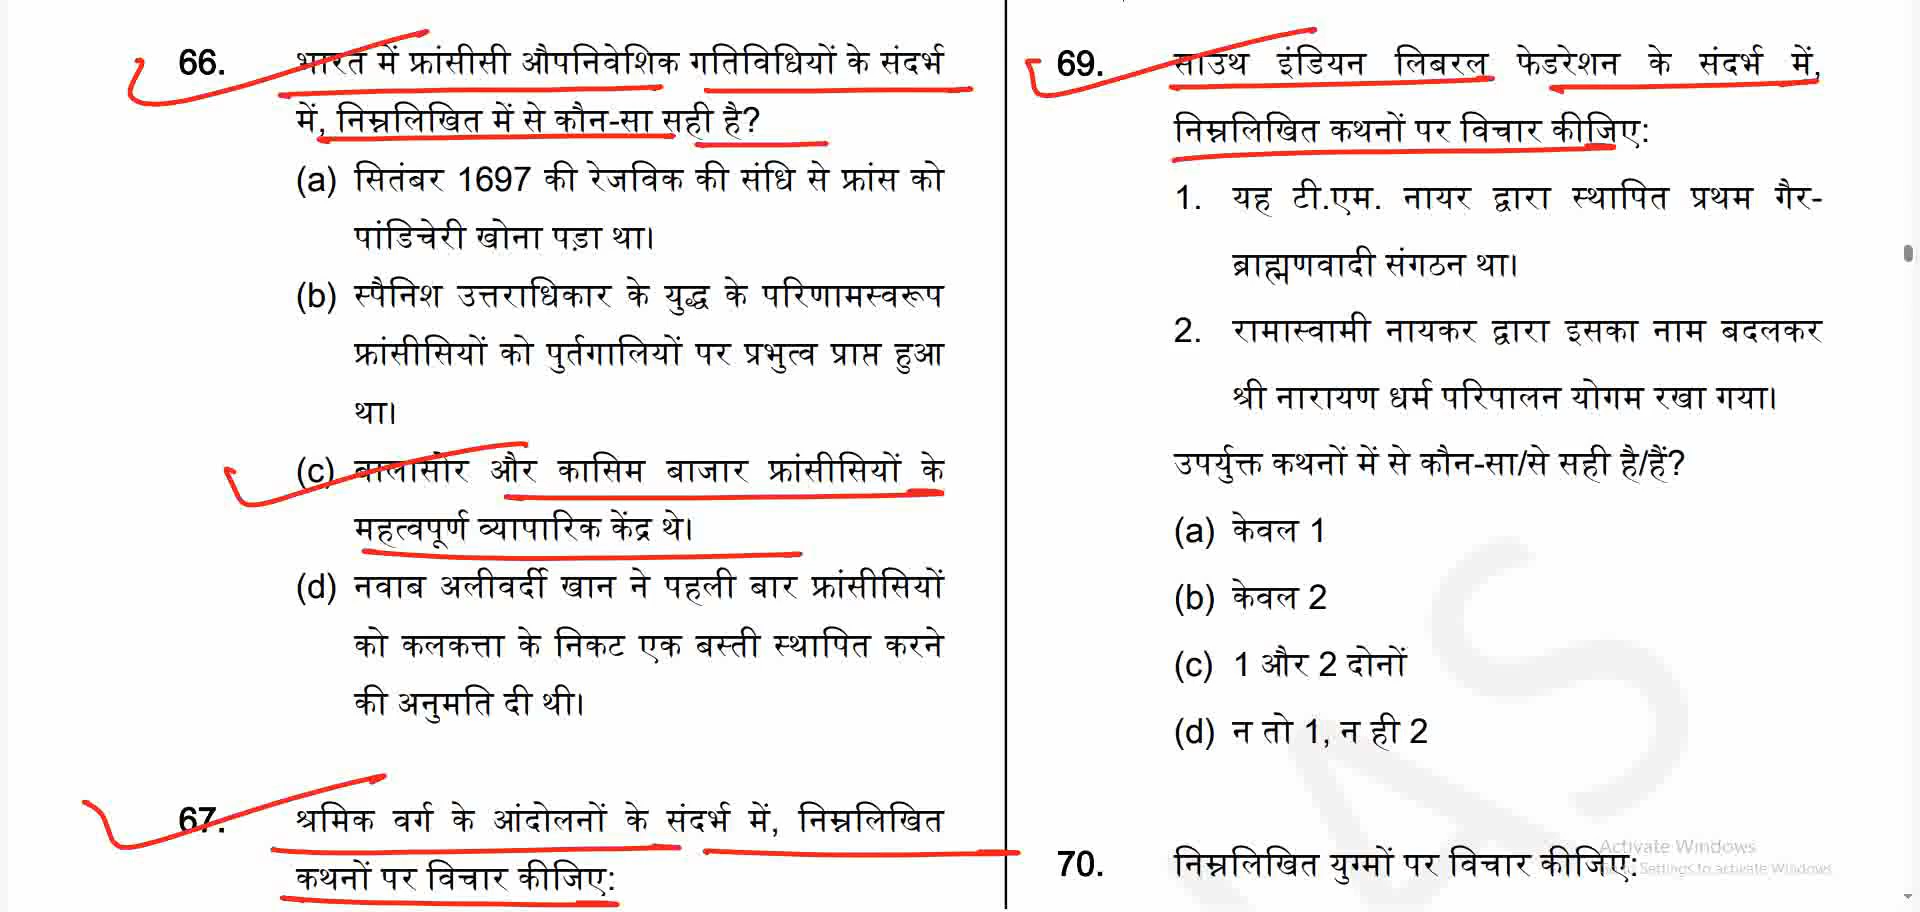 66. भारत में फ्रांसीसी औपनिवेशिक गतिविधियों के संदर्भ
में, निम्नलिखित में से कौन-सा सही है?
(a) सितंबर 1697 की रेजविक की संधि से फ्रांस को
पांडिचेरी खोना पड़ा था।
(b) स्पैनिश उत्तराधिकार के युद्ध के परिणामस्वरूप
फ्रांसीसियों को पुर्तगालियों पर प्रभुत्व प्राप्त हुआ
था।
(c) बालासोर और कासिम बाजार फ्रांसीसियों के
महत्वपूर्ण व्यापारिक केंद्र थे।
(d) नवाब अलीवर्दी खान ने पहली बार फ्रांसीसियों
को कलकत्ता के निकट एक बस्ती स्थापित करने
की अनुमति दी थी।
67. श्रमिक वर्ग के आंदोलनों के संदर्भ में, निम्नलिखित
कथनों पर विचार कीजिए:
69. साउथ इंडियन लिबरल फेडरेशन के संदर्भ में,
निम्नलिखित कथनों पर विचार कीजिए:
1. यह टी.एम. नायर द्वारा स्थापित प्रथम गैर-
ब्राह्मणवादी संगठन था।
2. रामास्वामी नायकर द्वारा इसका नाम बदलकर
श्री नारायण धर्म परिपालन योगम रखा गया।
उपर्युक्त कथनों में से कौन-सा/से सही है/हैं?
(a) केवल 1
(b) केवल 2
(c) 1 और 2 दोनों
(d) न तो 1, न ही 2
70. निम्नलिखित युग्मों पर विचार कीजिए:
Activate Windows
Settings to activate Windows